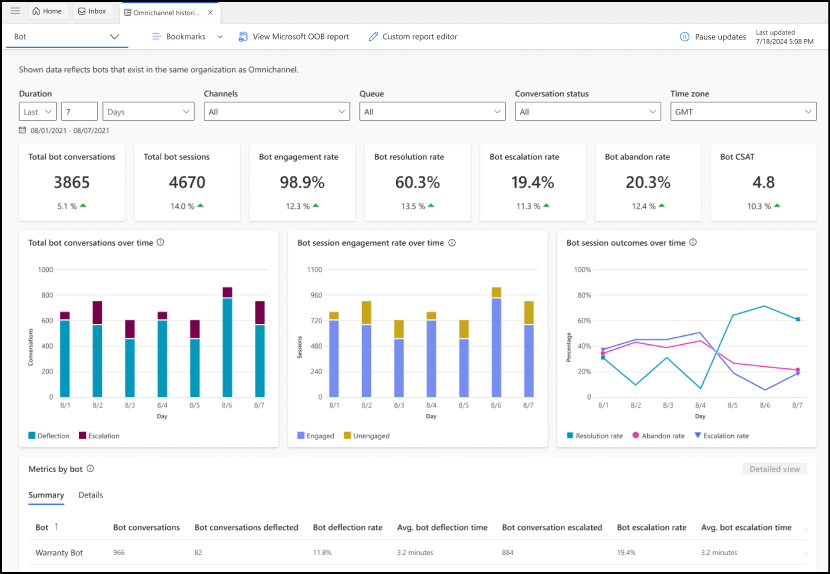 Home Inbox Omnichannel histori...
Bot Bookmarks View Microsoft OOB report Custom report editor Pause updates Last updated
7/18/2024 5:08 PM
Shown data reflects bots that exist in the same organization as Omnichannel.
Duration Channels Queue Conversation status Time zone
Last 7 Days All All All GMT
08/01/2021 - 08/07/2021
Total bot conversations Total bot sessions Bot engagement rate Bot resolution rate Bot escalation rate Bot abandon rate Bot CSAT
3865 4670 98.9% 60.3% 19.4% 20.3% 4.8
5.1 % 14.0 % 12.3 % 13.5 % 11.3 % 12.4 % 10.3 %
Total bot conversations over time
1000
800
600
400
200
0
Conversations
8/1 8/2 8/3 8/4 8/5 8/6 8/7
Day
Deflection Escalation
Bot session engagement rate over time
1100
960
720
480
240
0
Sessions
8/1 8/2 8/3 8/4 8/5 8/6 8/7
Day
Engaged Unengaged
Bot session outcomes over time
100%
80%
60%
40%
20%
0
Percentage
8/1 8/2 8/3 8/4 8/5 8/6 8/7
Day
Resolution rate Abandon rate Escalation rate
Metrics by bot Detailed view
Summary Details
Bot Bot conversations Bot conversations deflected Bot deflection rate Avg. bot deflection time Bot conversation escalated Bot escalation rate Avg. bot escalation time
Warranty Bot 966 82 11.8% 3.2 minutes 884 19.4% 3.2 minutes